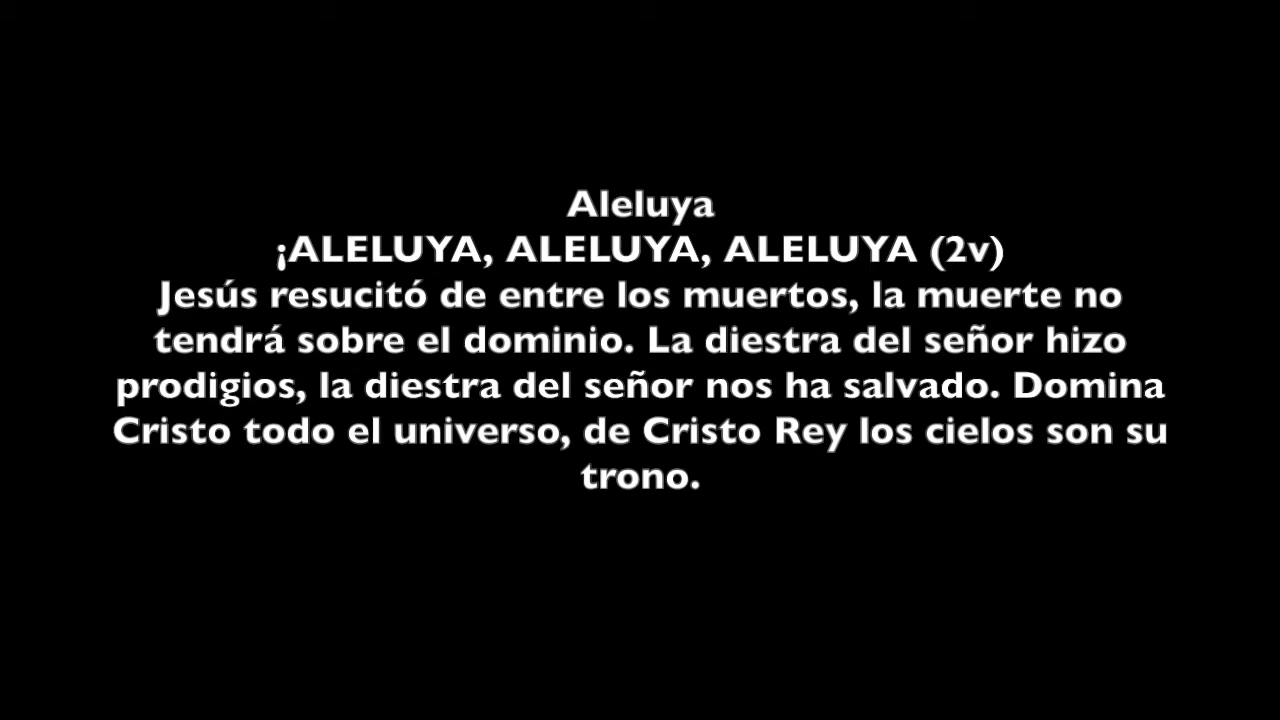 Aleluya
¡ALELUYA, ALELUYA, ALELUYA (2v)
Jesús resucitó de entre los muertos, la muerte no
tendrá sobre el dominio. La diestra del señor hizo
prodigios, la diestra del señor nos ha salvado. Domina
Cristo todo el universo, de Cristo Rey los cielos son su
trono.